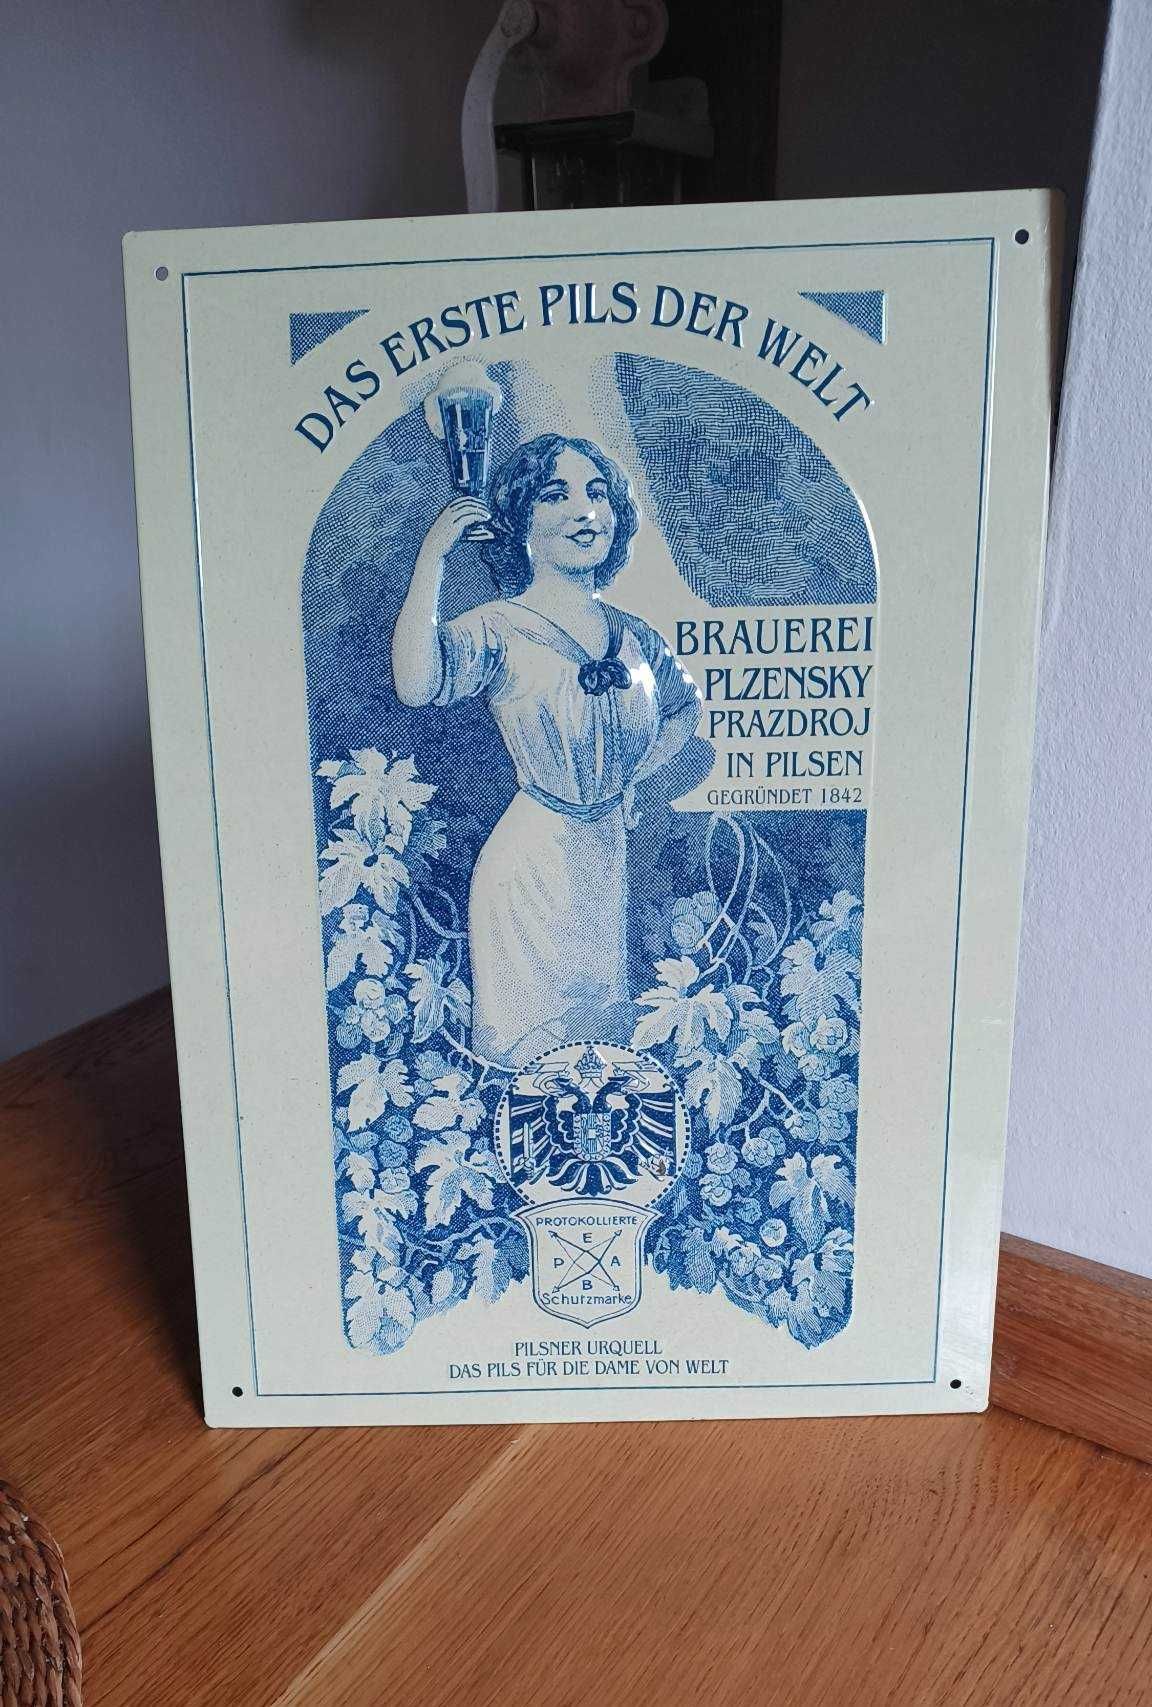 DAS ERSTE PILS DER WELT
BRAUEREI
PLZENSKY
PRAZDROJ
IN PILSEN
GEGRÜNDET 1842
PROTOKOLLIERTE
E
P A
B
Schutzmarke
PILSNER URQUELL
DAS PILS FÜR DIE DAME VON WELT